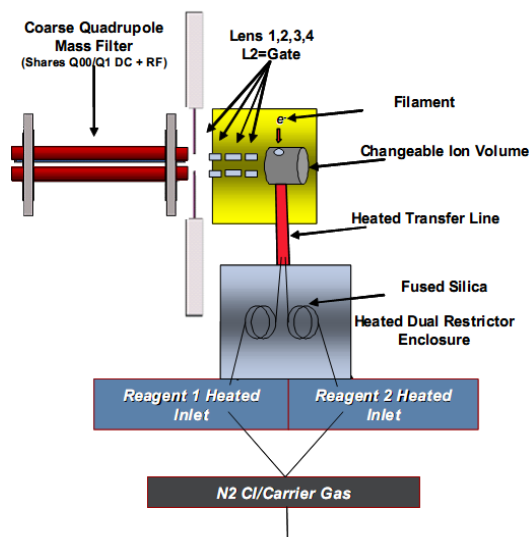 Coarse Quadrupole
Mass Filter
(Shares Q00/Q1 DC + RF)
Lens 1,2,3,4
L2=Gate
Filament
e-
Changeable Ion Volume
Heated Transfer Line
Fused Silica
Heated Dual Restrictor
Enclosure
Reagent 1 Heated
Inlet
Reagent 2 Heated
Inlet
N2 CI/Carrier Gas